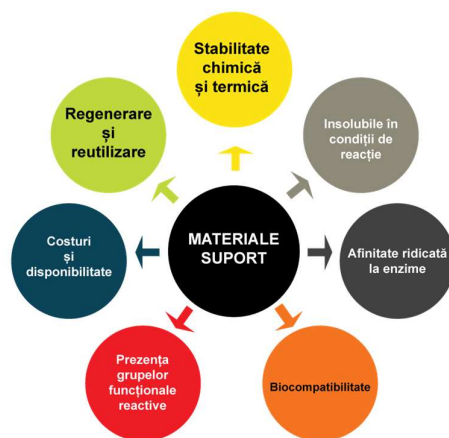 Stabilitate
chimică
și termică
Insolubile în
condiții de
reacție
Afinitate ridicată
la enzime
Biocompatibilitate
Prezența
grupelor
funcționale
reactive
Costuri
și
disponibilitate
Regenerare
și
reutilizare
MATERIALE
SUPORT